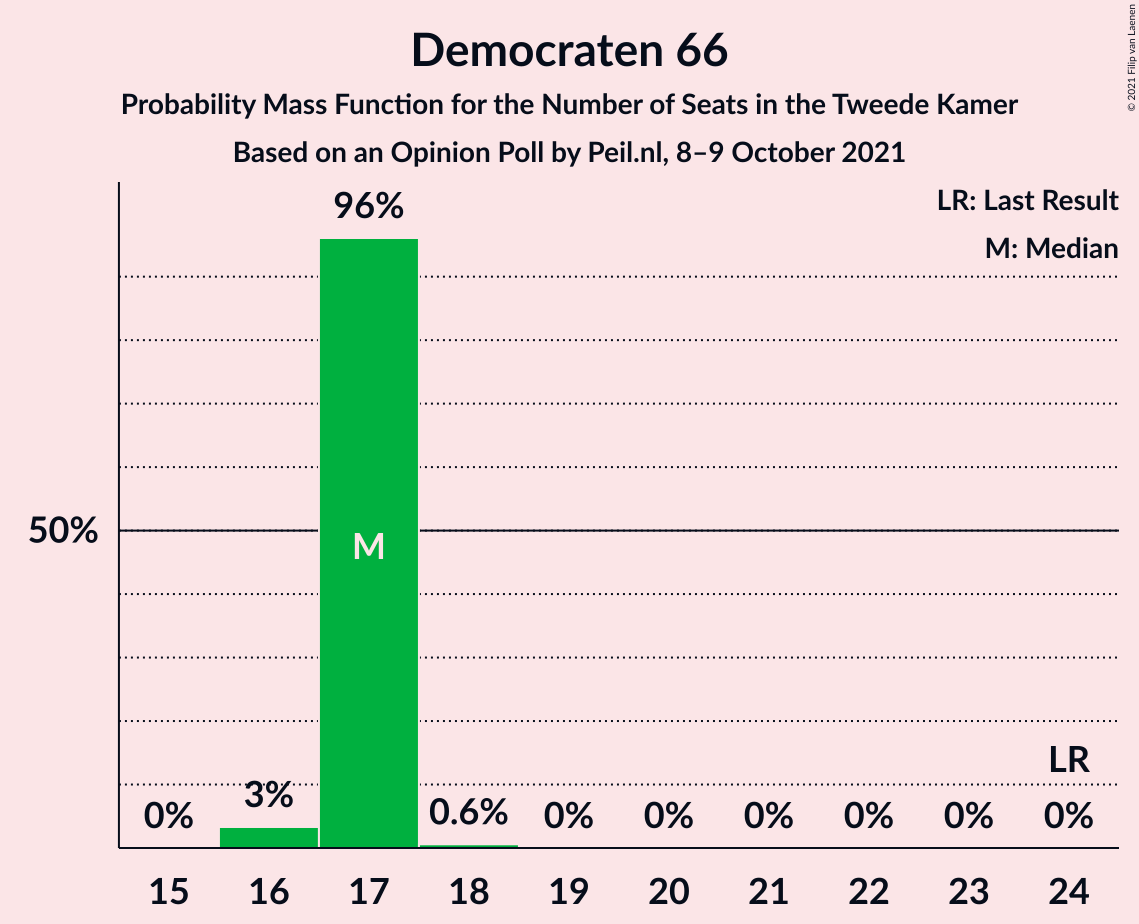 Democraten 66
Probability Mass Function for the Number of Seats in the Tweede Kamer
Based on an Opinion Poll by Peil.nl, 8–9 October 2021
© 2021 Filip van Laenen
LR: Last Result
M: Median
96%
50%
M
LR
0%
3%
0.6%
0%
0%
0%
0%
0%
0%
15 16 17 18 19 20 21 22 23 24